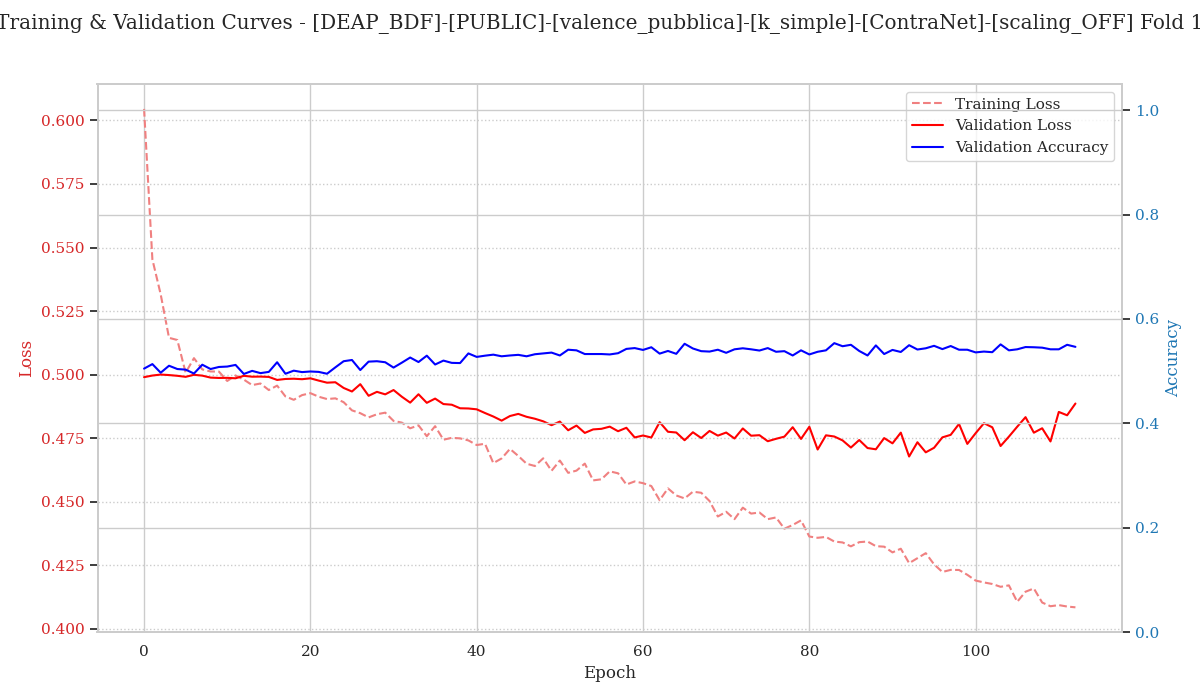 Training & Validation Curves - [DEAP_BDF]-[PUBLIC]-[valence_pubblica]-[k_simple]-[ContraNet]-[scaling_OFF] Fold 1
Training Loss
Validation Loss
Validation Accuracy
0.600
0.575
0.550
0.525
0.500
0.475
0.450
0.425
0.400
Loss
1.0
0.8
0.6
0.4
0.2
0.0
Accuracy
0 20 40 60 80 100
Epoch